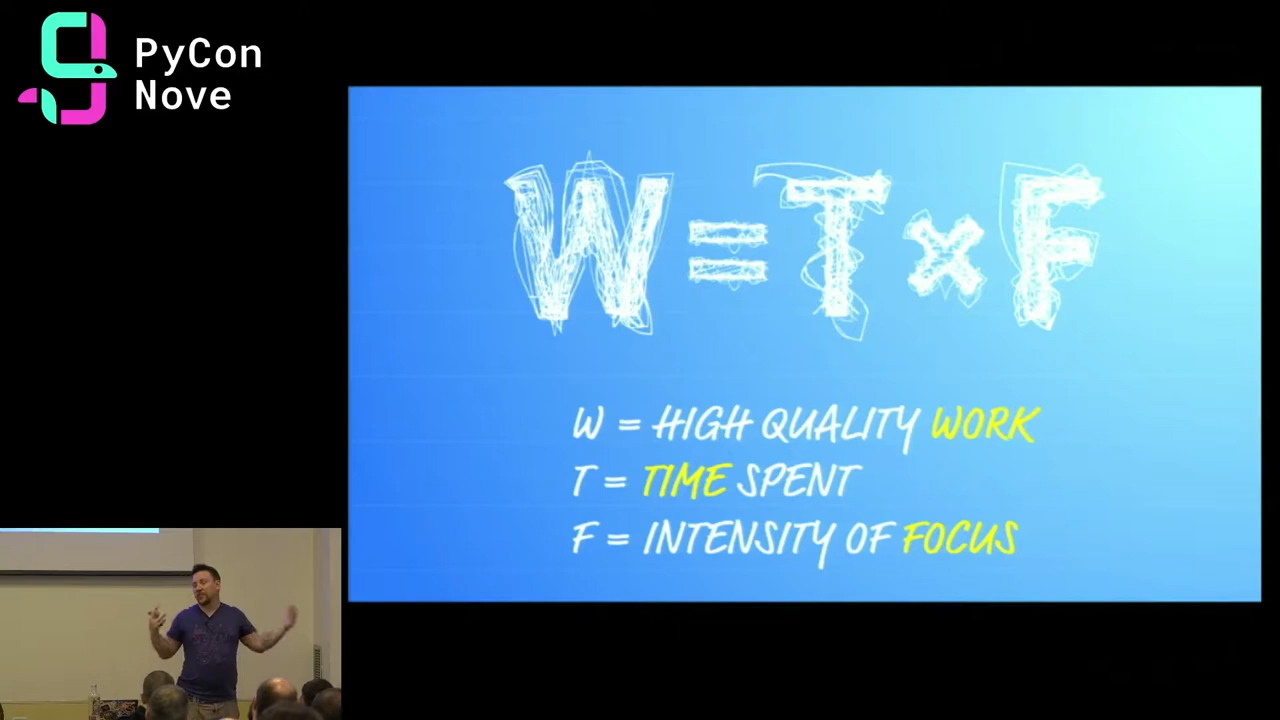 PyCon
Nove
W=T×F
W = HIGH QUALITY WORK
T = TIME SPENT
F = INTENSITY OF FOCUS